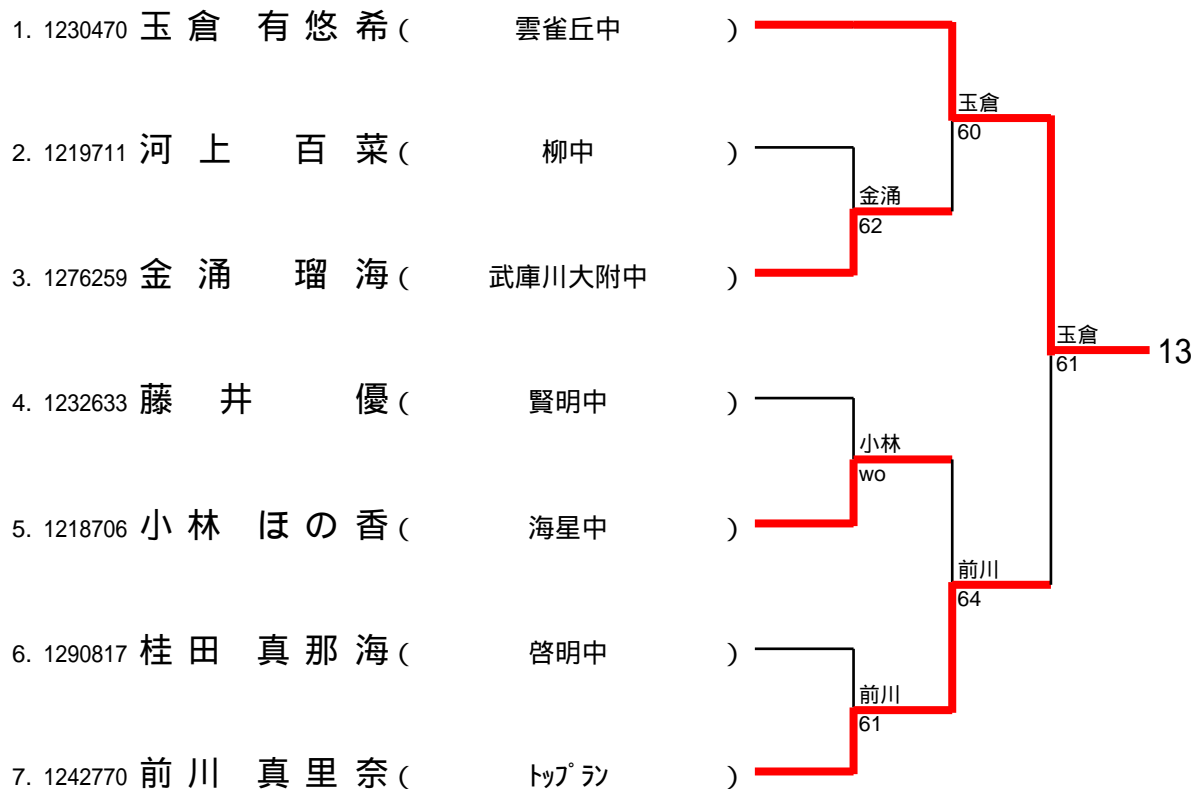 1. 1230470 玉倉 有悠希 ( 雲雀丘中 )
玉倉
60
2. 1219711 河上 百菜 ( 柳中 )
金涌
62
3. 1276259 金涌 瑠海 ( 武庫川大附中 )
玉倉
61
13
4. 1232633 藤井 優 ( 賢明中 )
小林
wo
5. 1218706 小林 ほの香 ( 海星中 )
前川
64
6. 1290817 桂田 真那海 ( 啓明中 )
前川
61
7. 1242770 前川 真里奈 ( ﾄｯﾌﾟﾗﾝ )